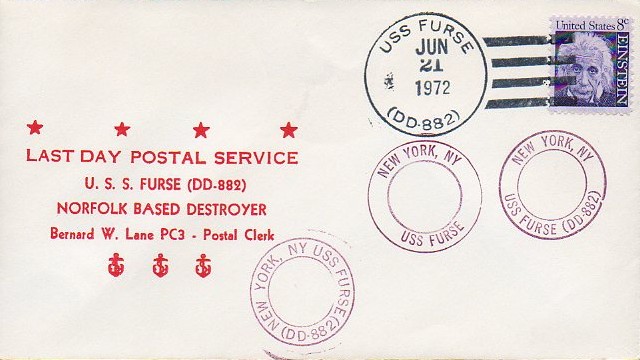 USS FURSE
JUN
21
1972
(DD-882)
United States 8c
EINSTEIN
LAST DAY POSTAL SERVICE
U. S. S. FURSE (DD-882)
NORFOLK BASED DESTROYER
Bernard W. Lane PC3 - Postal Clerk
NEW YORK, NY
USS FURSE
NEW YORK, NY
USS FURSE (DD-882)
NEW YORK, NY USS FURSE
(DD-882)